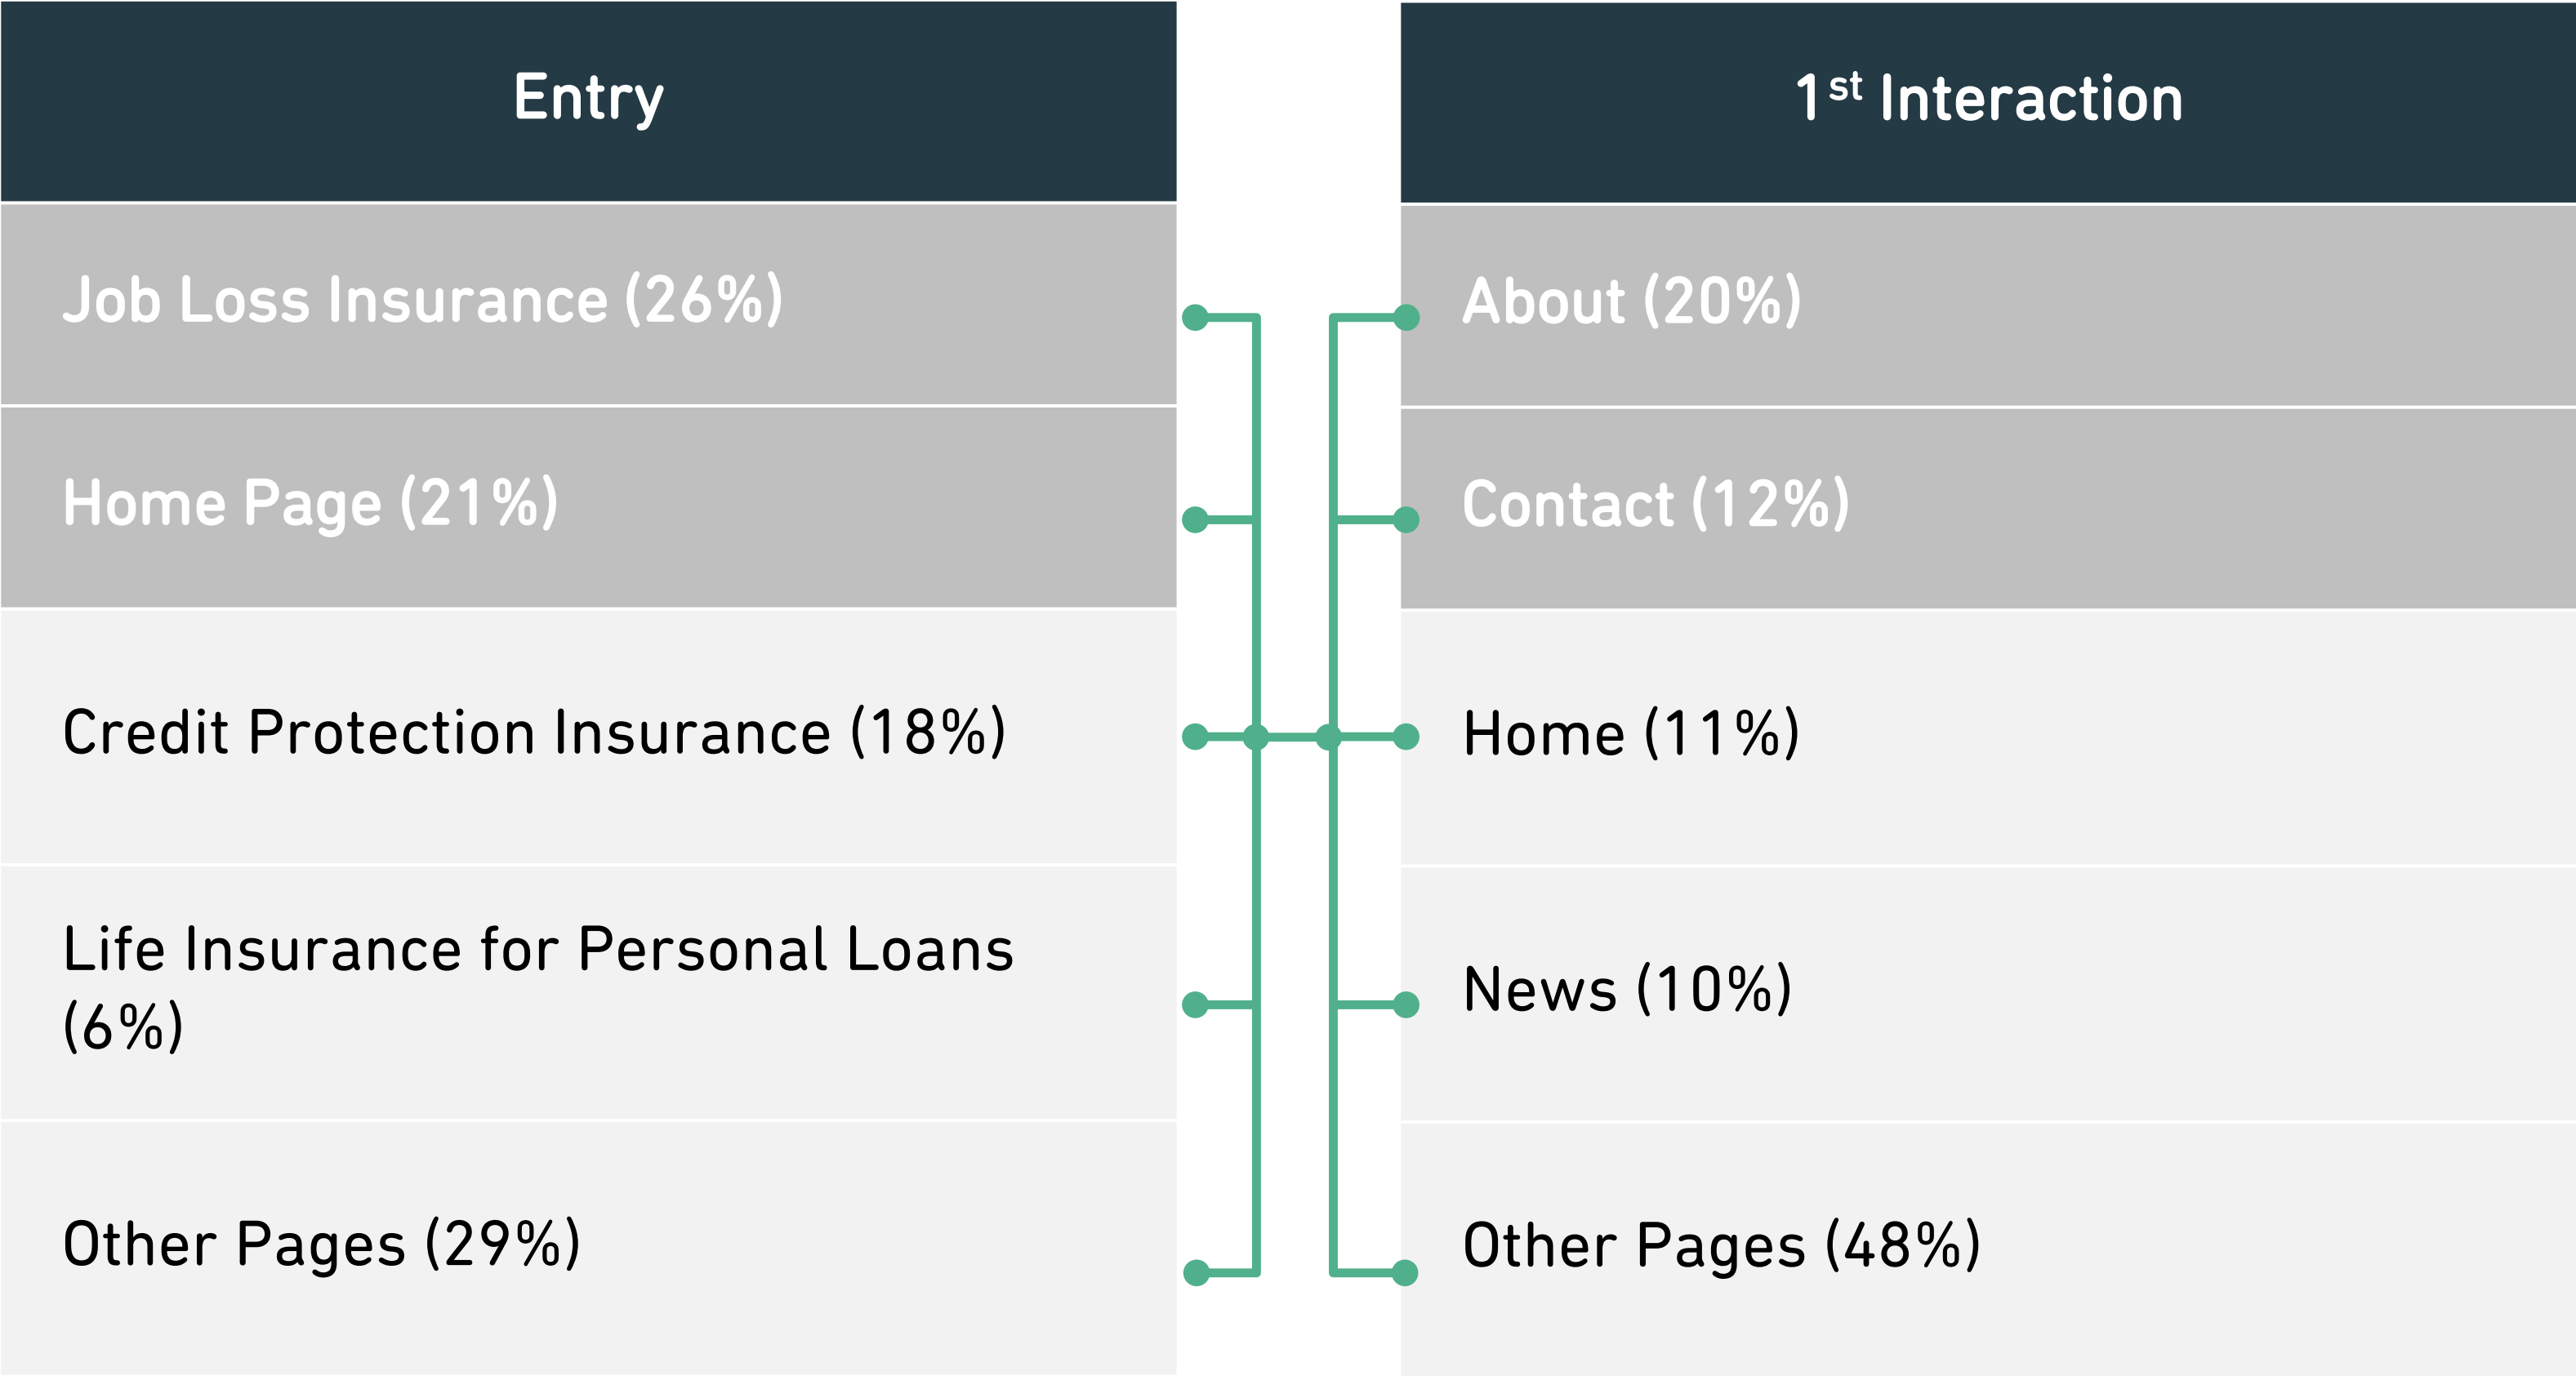 Entry
Job Loss Insurance (26%)
Home Page (21%)
Credit Protection Insurance (18%)
Life Insurance for Personal Loans
(6%)
Other Pages (29%)
1st Interaction
About (20%)
Contact (12%)
Home (11%)
News (10%)
Other Pages (48%)